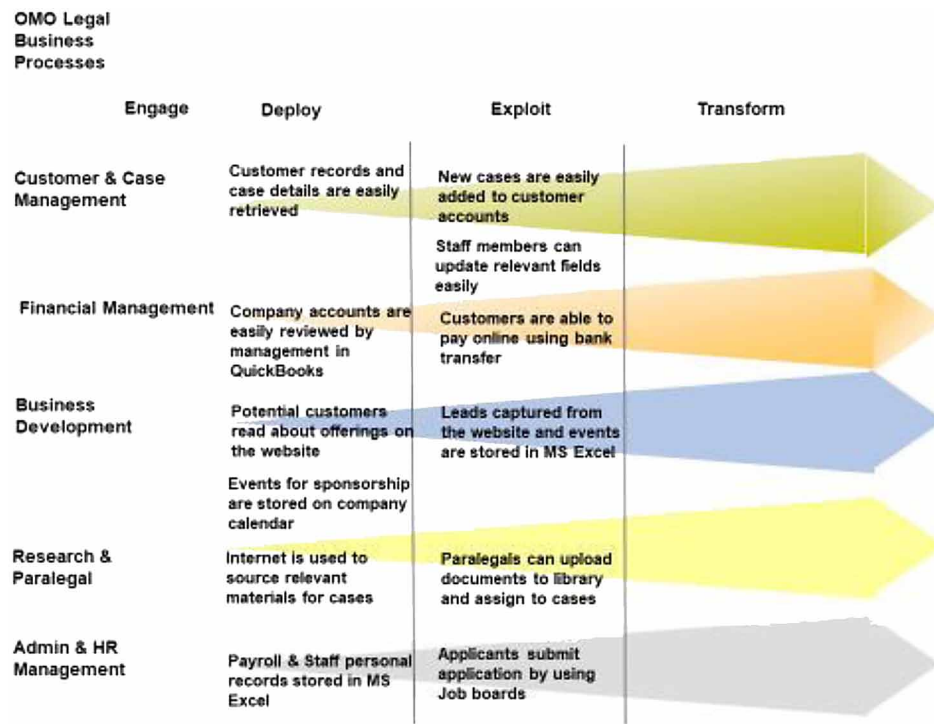 OMO Legal
Business
Processes
Engage
Deploy
Exploit
Transform
Customer & Case
Management
Customer records and
case details are easily
retrieved
New cases are easily
added to customer
accounts
Staff members can
update relevant fields
easily
Financial Management
Company accounts are
easily reviewed by
management in
QuickBooks
Customers are able to
pay online using bank
transfer
Business
Development
Potential customers
read about offerings on
the website
Leads captured from
the website and events
are stored in MS Excel
Events for sponsorship
are stored on company
calendar
Research &
Paralegal
Internet is used to
source relevant
materials for cases
Paralegals can upload
documents to library
and assign to cases
Admin & HR
Management
Payroll & Staff personal
records stored in MS
Excel
Applicants submit
application by using
Job boards